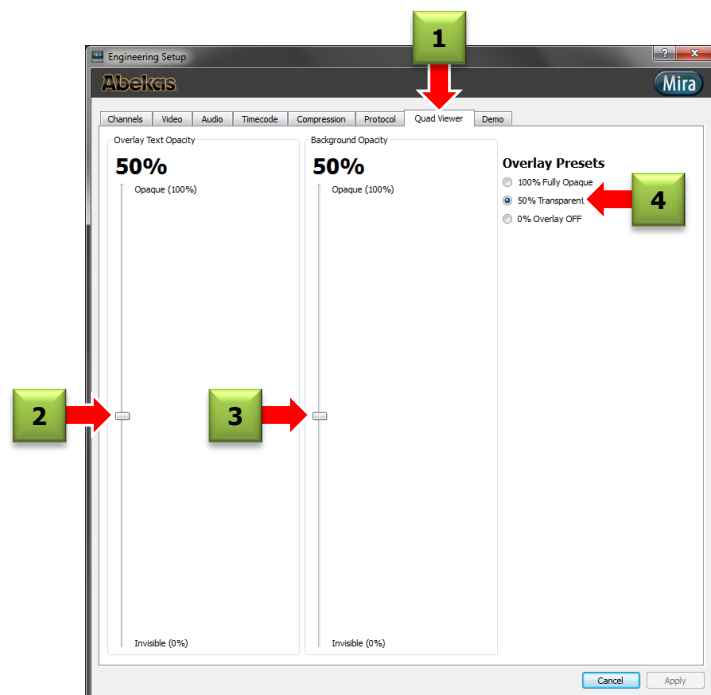 1
Engineering Setup
?
x
Abekas
Mira
Channels
Video
Audio
Timecode
Compression
Protocol
Quad Viewer
Demo
Overlay Text Opacity
50%
Opaque (100%)
Invisible (0%)
Background Opacity
50%
Opaque (100%)
Invisible (0%)
Overlay Presets
100% Fully Opaque
50% Transparent
0% Overlay OFF
4
2
3
Cancel
Apply